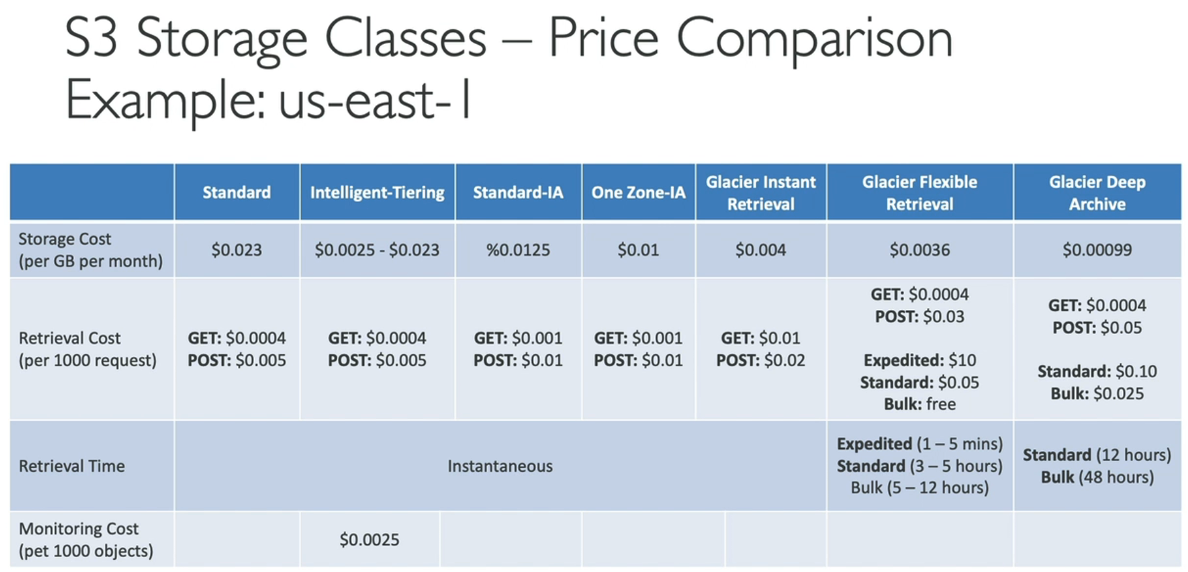 S3 Storage Classes – Price Comparison
Example: us-east-1
Standard
Intelligent-Tiering
Standard-IA
One Zone-IA
Glacier Instant
Retrieval
Glacier Flexible
Retrieval
Glacier Deep
Archive
Storage Cost
(per GB per month)
$0.023
$0.0025 - $0.023
%0.0125
$0.01
$0.004
$0.0036
$0.00099
Retrieval Cost
(per 1000 request)
GET: $0.0004
POST: $0.005
GET: $0.0004
POST: $0.005
GET: $0.001
POST: $0.01
GET: $0.001
POST: $0.01
GET: $0.01
POST: $0.02
GET: $0.0004
POST: $0.03
Expedited: $10
Standard: $0.05
Bulk: free
GET: $0.0004
POST: $0.05
Standard: $0.10
Bulk: $0.025
Retrieval Time
Instantaneous
Expedited (1 – 5 mins)
Standard (3 – 5 hours)
Bulk (5 – 12 hours)
Standard (12 hours)
Bulk (48 hours)
Monitoring Cost
(pet 1000 objects)
$0.0025